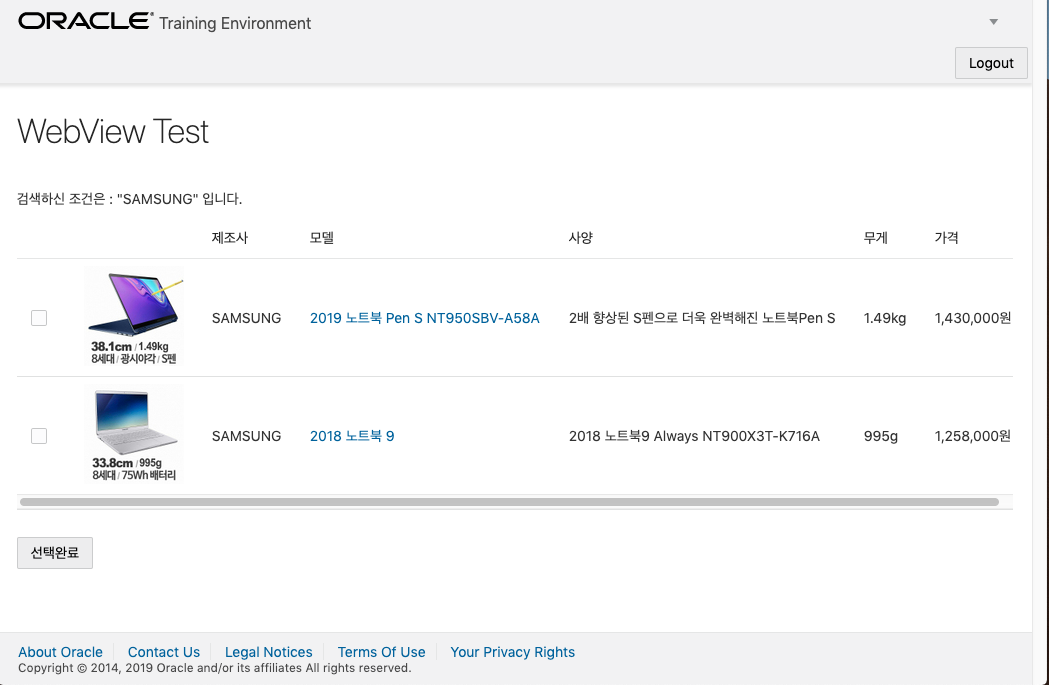 ORACLE Training Environment
Logout
WebView Test
검색하신 조건은 : "SAMSUNG" 입니다.
제조사 모델 사양 무게 가격
38.1cm / 1.49kg
8세대 / 광시야각 / S펜
SAMSUNG 2019 노트북 Pen S NT950SBV-A58A 2배 향상된 S펜으로 더욱 완벽해진 노트북Pen S 1.49kg 1,430,000원
33.8cm / 995g
8세대 / 75Wh 배터리
SAMSUNG 2018 노트북 9 2018 노트북9 Always NT900X3T-K716A 995g 1,258,000원
선택완료
About Oracle Contact Us Legal Notices Terms Of Use Your Privacy Rights
Copyright © 2014, 2019 Oracle and/or its affiliates All rights reserved.